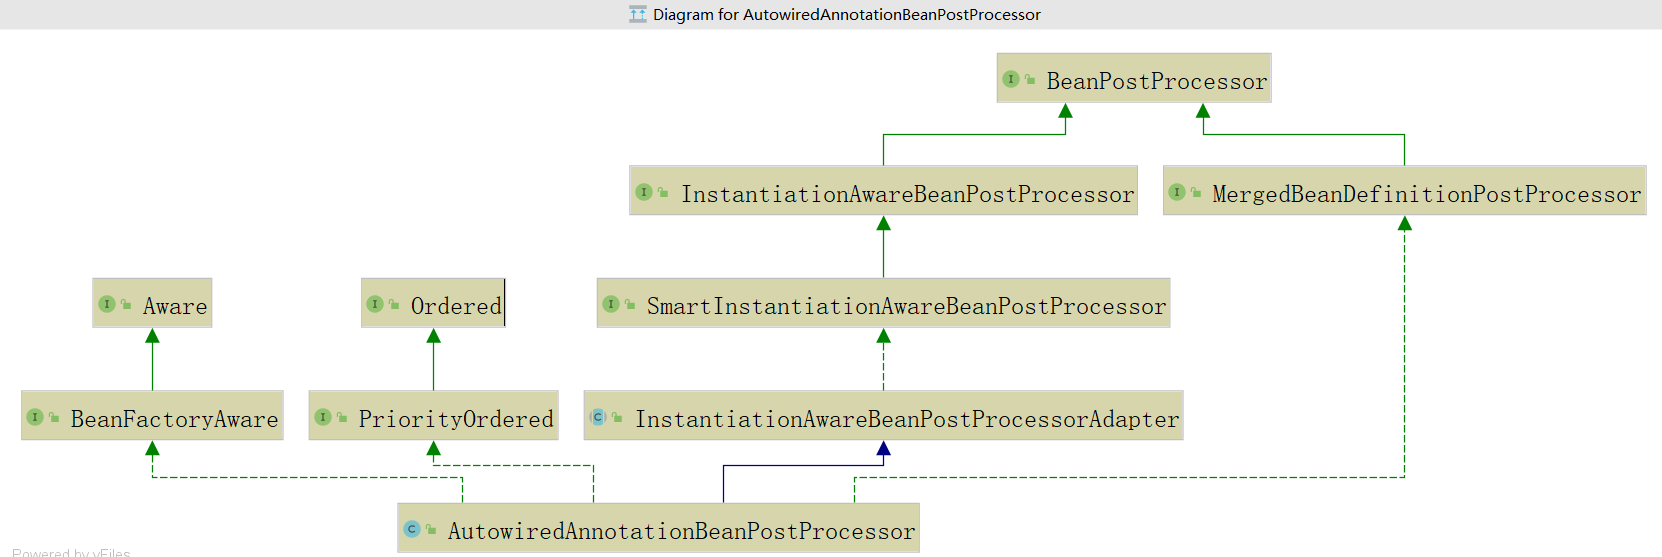 Diagram for AutowiredAnnotationBeanPostProcessor
I BeanPostProcessor
I InstantiationAwareBeanPostProcessor
I MergedBeanDefinitionPostProcessor
I Aware
I Ordered
I SmartInstantiationAwareBeanPostProcessor
I BeanFactoryAware
I PriorityOrdered
C InstantiationAwareBeanPostProcessorAdapter
C AutowiredAnnotationBeanPostProcessor
Powered by yFiles